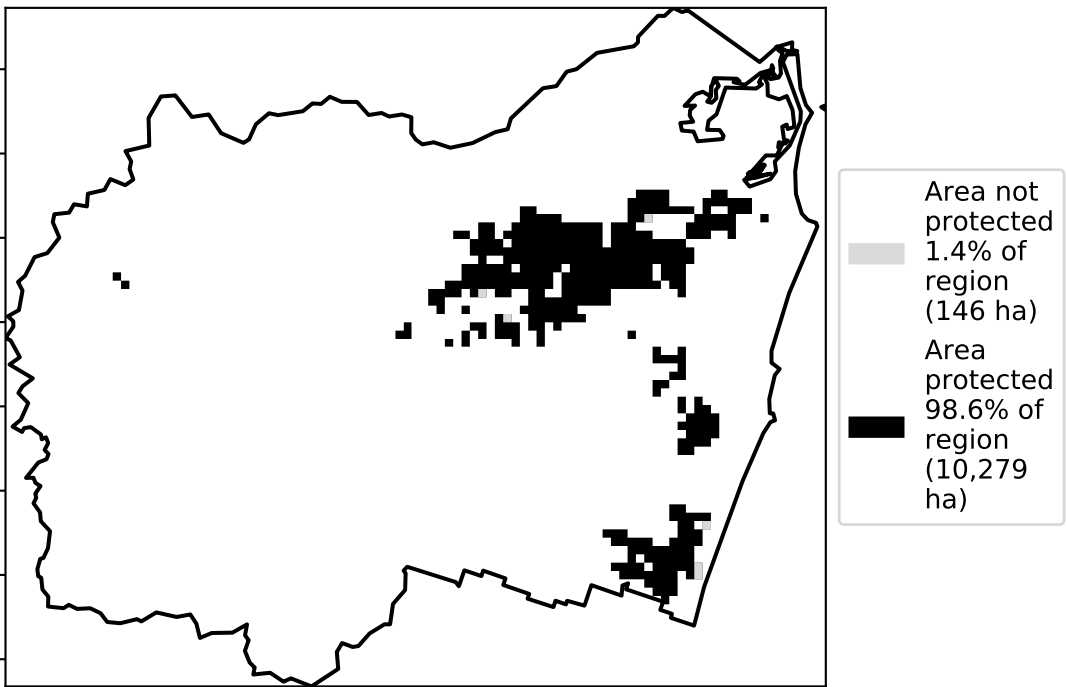 Area not
protected
1.4% of
region
(146 ha)
Area
protected
98.6% of
region
(10,279
ha)